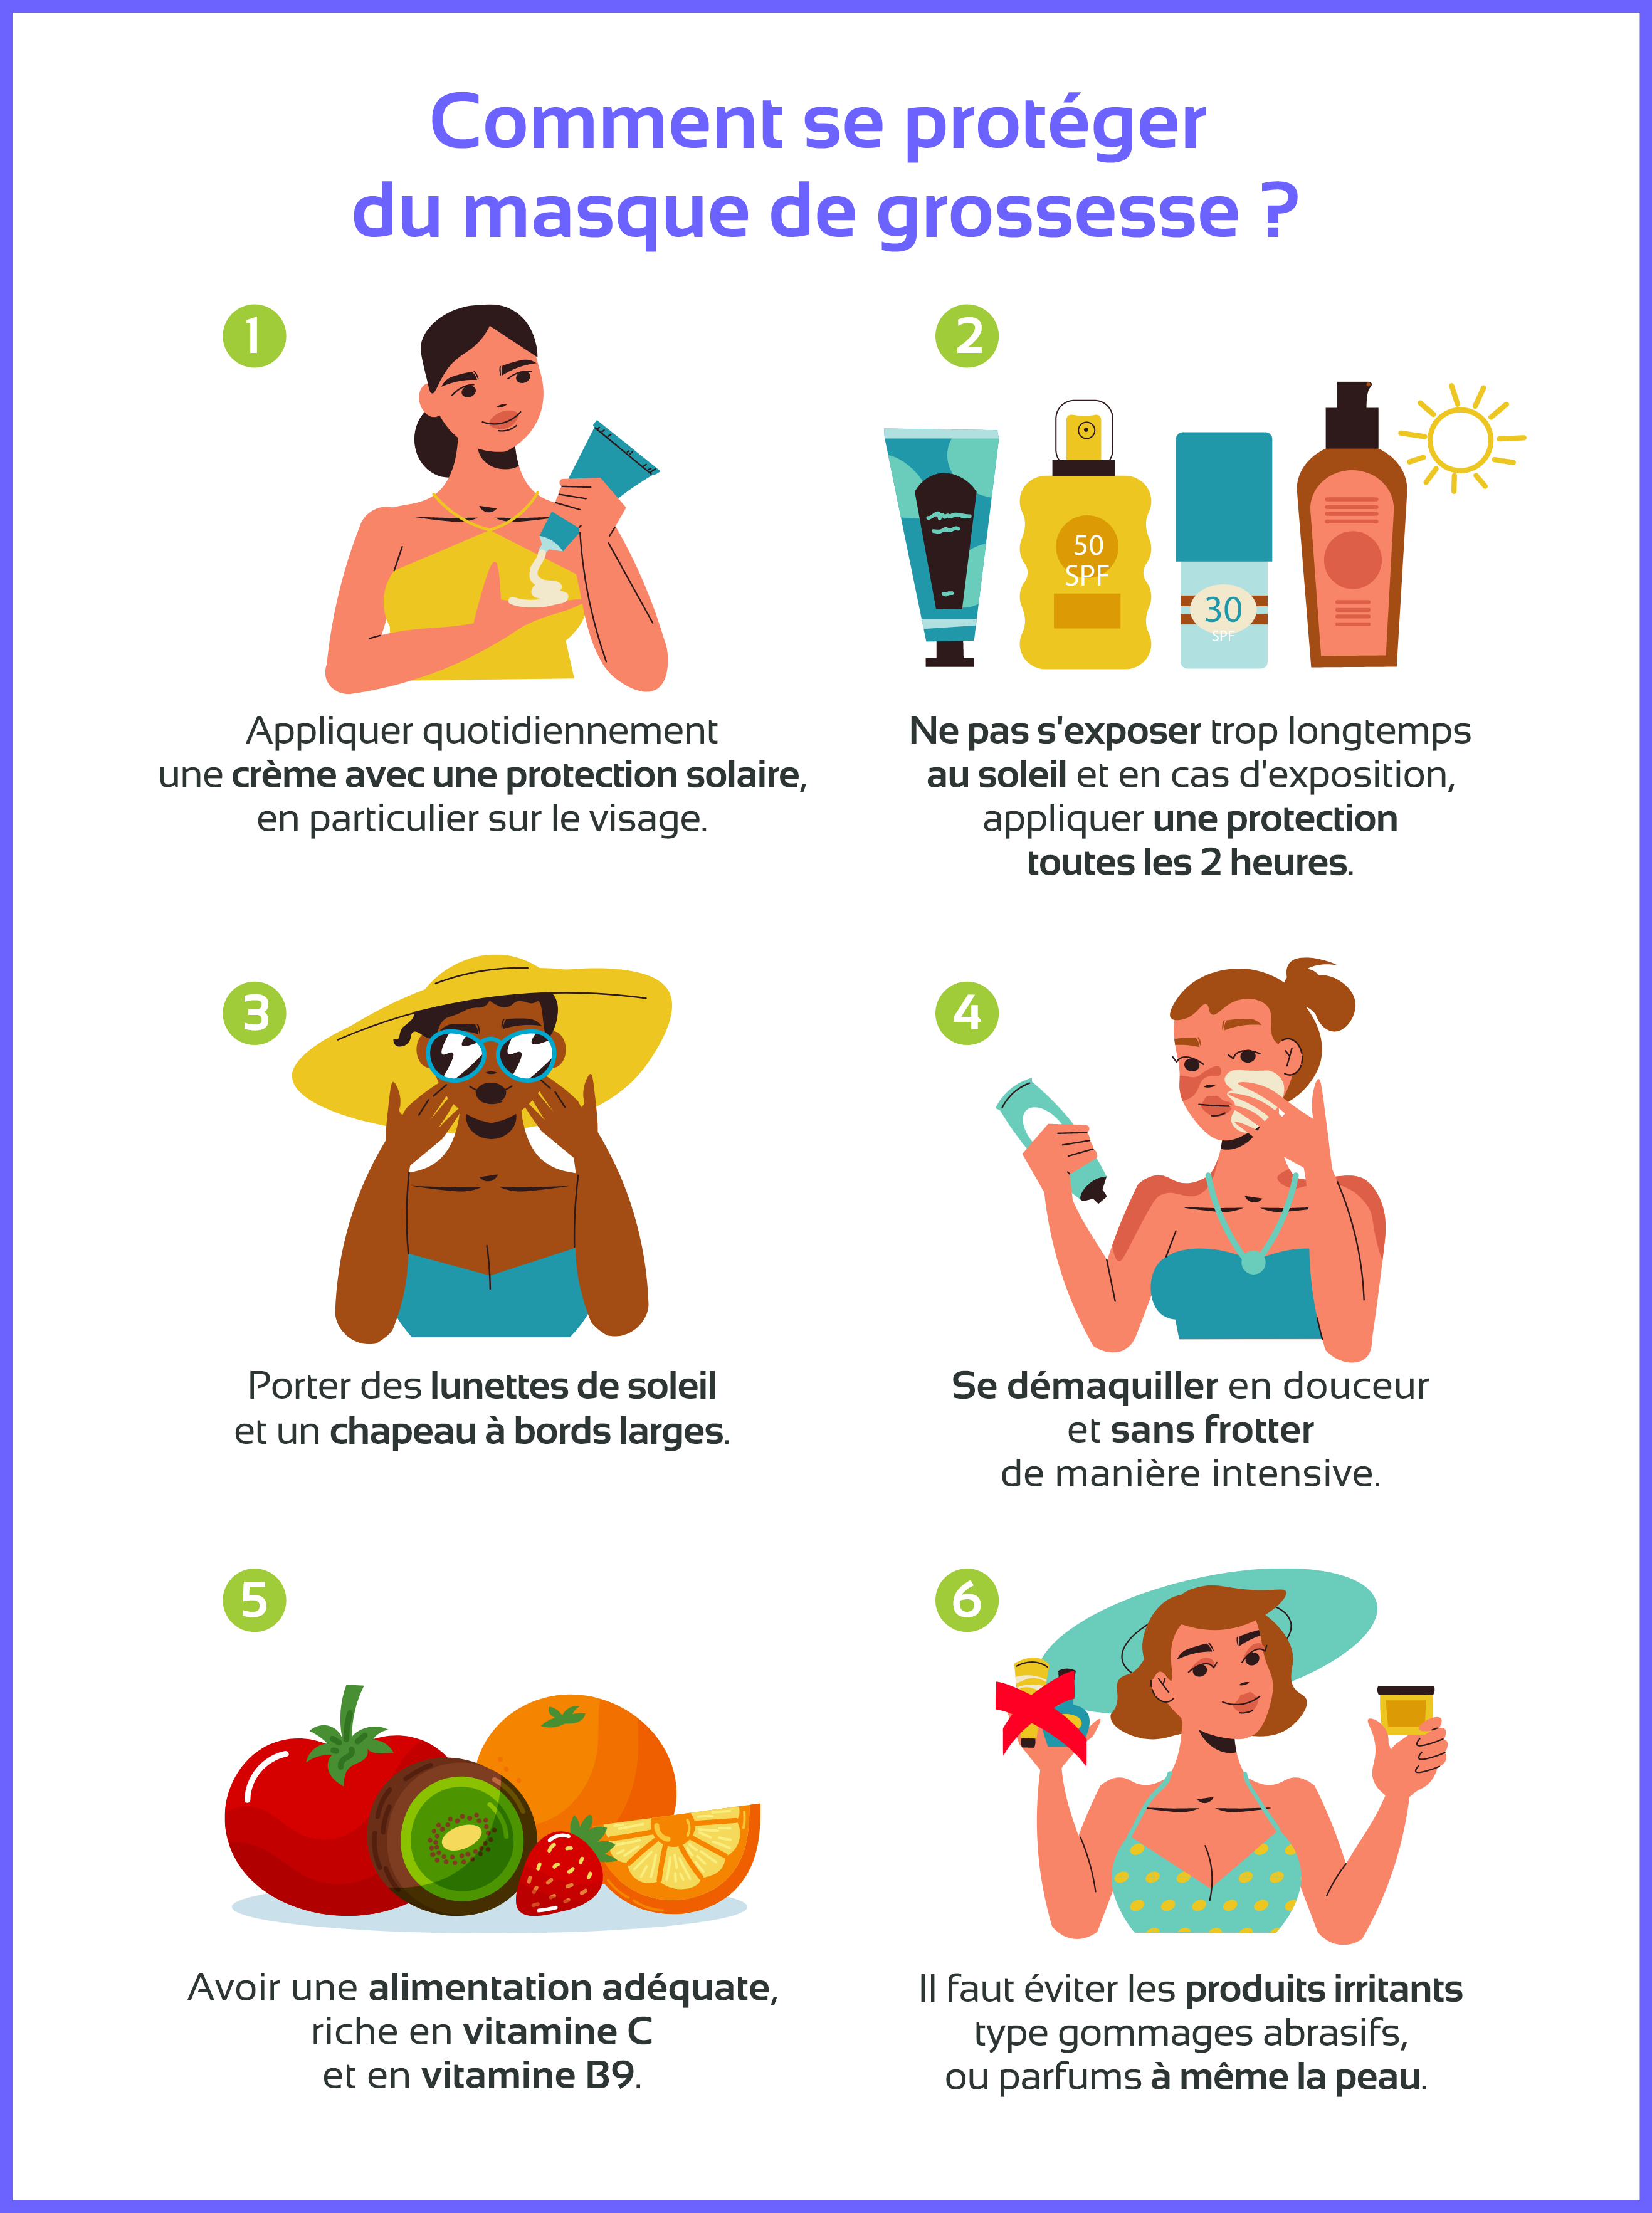 Comment se protéger
du masque de grossesse ?
1
Appliquer quotidiennement
une crème avec une protection solaire,
en particulier sur le visage.
2
50
SPF
30
SPF
Ne pas s'exposer trop longtemps
au soleil et en cas d'exposition,
appliquer une protection
toutes les 2 heures.
3
Porter des lunettes de soleil
et un chapeau à bords larges.
4
Se démaquiller en douceur
et sans frotter
de manière intensive.
5
Avoir une alimentation adéquate,
riche en vitamine C
et en vitamine B9.
6
Il faut éviter les produits irritants
type gommages abrasifs,
ou parfums à même la peau.